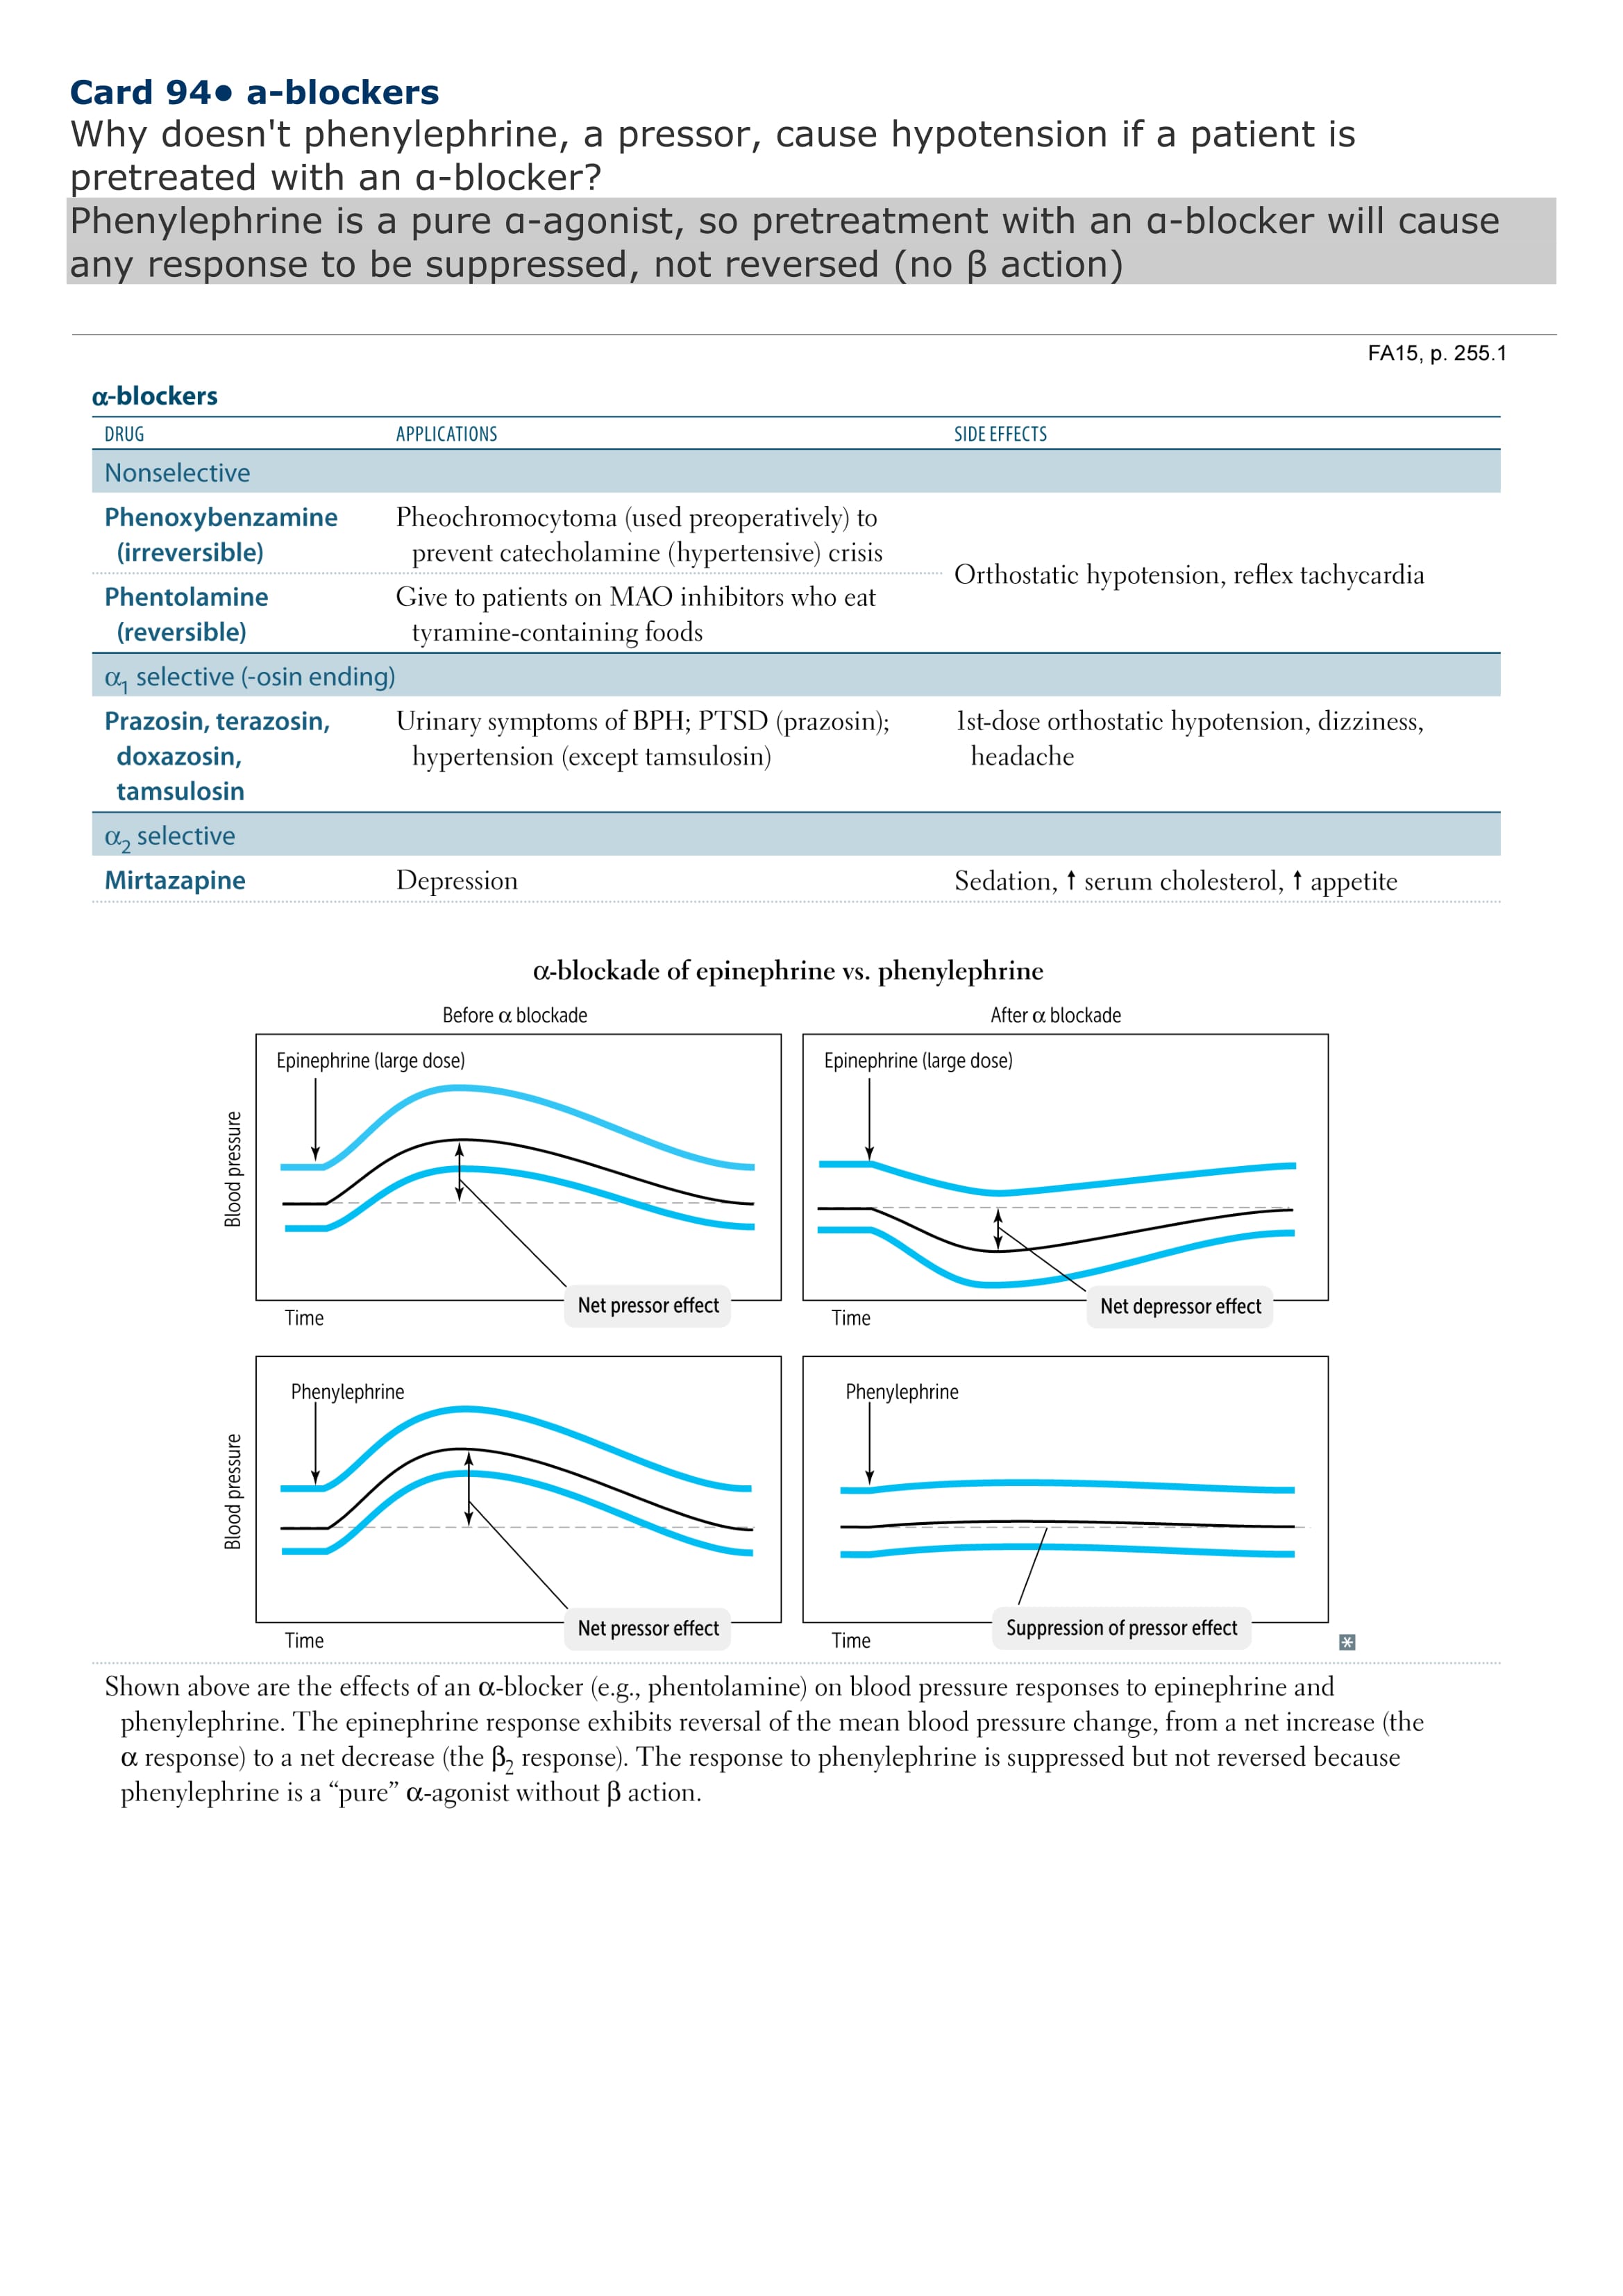 Card 94● a-blockers
Why doesn't phenylephrine, a pressor, cause hypotension if a patient is
pretreated with an α-blocker?
Phenylephrine is a pure α-agonist, so pretreatment with an α-blocker will cause
any response to be suppressed, not reversed (no β action)
FA15, p. 255.1
α-blockers
DRUG APPLICATIONS SIDE EFFECTS
Nonselective
Phenoxybenzamine
(irreversible)
Pheochromocytoma (used preoperatively) to
prevent catecholamine (hypertensive) crisis
Orthostatic hypotension, reflex tachycardia
Phentolamine
(reversible)
Give to patients on MAO inhibitors who eat
tyramine-containing foods
α₁ selective (-osin ending)
Prazosin, terazosin,
doxazosin,
tamsulosin
Urinary symptoms of BPH; PTSD (prazosin);
hypertension (except tamsulosin)
1st-dose orthostatic hypotension, dizziness,
headache
α₂ selective
Mirtazapine
Depression
Sedation, ↑ serum cholesterol, ↑ appetite
α-blockade of epinephrine vs. phenylephrine
Before α blockade
After α blockade
Epinephrine (large dose)
Blood pressure
Net pressor effect
Time
Epinephrine (large dose)
Net depressor effect
Time
Phenylephrine
Blood pressure
Net pressor effect
Time
Phenylephrine
Suppression of pressor effect
Time
Shown above are the effects of an α-blocker (e.g., phentolamine) on blood pressure responses to epinephrine and
phenylephrine. The epinephrine response exhibits reversal of the mean blood pressure change, from a net increase (the
α response) to a net decrease (the β₂ response). The response to phenylephrine is suppressed but not reversed because
phenylephrine is a “pure” α-agonist without β action.